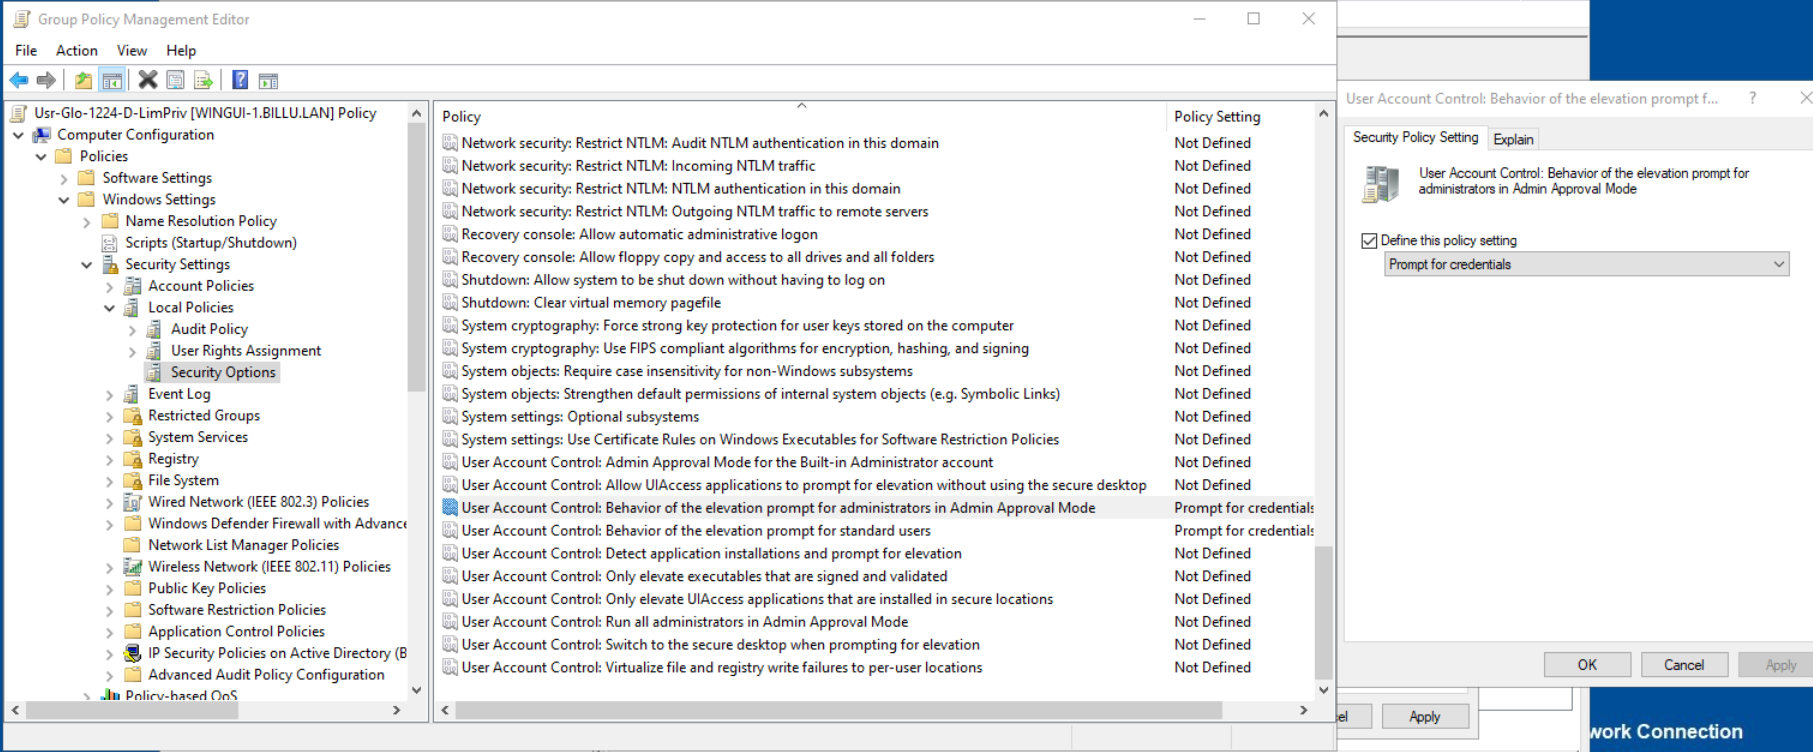 Group Policy Management Editor
File Action View Help
Usr-Glo-1224-D-LimPriv [WINGUI-1.BILLU.LAN] Policy
Computer Configuration
Policies
Software Settings
Windows Settings
Name Resolution Policy
Scripts (Startup/Shutdown)
Security Settings
Account Policies
Local Policies
Audit Policy
User Rights Assignment
Security Options
Event Log
Restricted Groups
System Services
Registry
File System
Wired Network (IEEE 802.3) Policies
Windows Defender Firewall with Advance
Network List Manager Policies
Wireless Network (IEEE 802.11) Policies
Public Key Policies
Software Restriction Policies
Application Control Policies
IP Security Policies on Active Directory (B
Advanced Audit Policy Configuration
Policy-based QoS
Policy Policy Setting
Network security: Restrict NTLM: Audit NTLM authentication in this domain Not Defined
Network security: Restrict NTLM: Incoming NTLM traffic Not Defined
Network security: Restrict NTLM: NTLM authentication in this domain Not Defined
Network security: Restrict NTLM: Outgoing NTLM traffic to remote servers Not Defined
Recovery console: Allow automatic administrative logon Not Defined
Recovery console: Allow floppy copy and access to all drives and all folders Not Defined
Shutdown: Allow system to be shut down without having to log on Not Defined
Shutdown: Clear virtual memory pagefile Not Defined
System cryptography: Force strong key protection for user keys stored on the computer Not Defined
System cryptography: Use FIPS compliant algorithms for encryption, hashing, and signing Not Defined
System objects: Require case insensitivity for non-Windows subsystems Not Defined
System objects: Strengthen default permissions of internal system objects (e.g. Symbolic Links) Not Defined
System settings: Optional subsystems Not Defined
System settings: Use Certificate Rules on Windows Executables for Software Restriction Policies Not Defined
User Account Control: Admin Approval Mode for the Built-in Administrator account Not Defined
User Account Control: Allow UIAccess applications to prompt for elevation without using the secure desktop Not Defined
User Account Control: Behavior of the elevation prompt for administrators in Admin Approval Mode Prompt for credentials
User Account Control: Behavior of the elevation prompt for standard users Prompt for credentials
User Account Control: Detect application installations and prompt for elevation Not Defined
User Account Control: Only elevate executables that are signed and validated Not Defined
User Account Control: Only elevate UIAccess applications that are installed in secure locations Not Defined
User Account Control: Run all administrators in Admin Approval Mode Not Defined
User Account Control: Switch to the secure desktop when prompting for elevation Not Defined
User Account Control: Virtualize file and registry write failures to per-user locations Not Defined
User Account Control: Behavior of the elevation prompt f... ?
Security Policy Setting Explain
User Account Control: Behavior of the elevation prompt for
administrators in Admin Approval Mode
Define this policy setting
Prompt for credentials
OK Cancel Apply
el Apply
work Connection